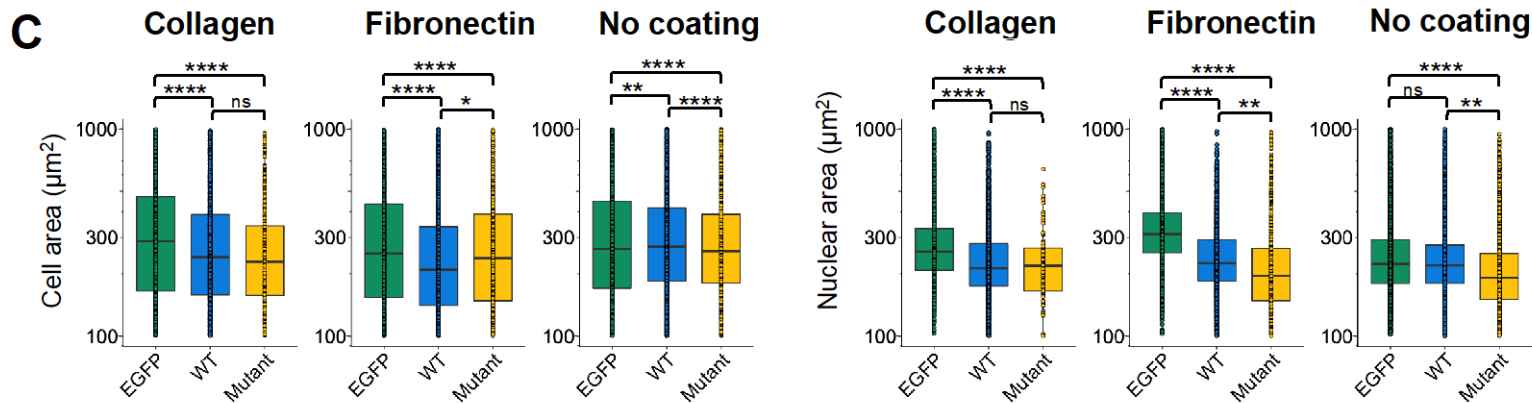 C
Collagen Fibronectin No coating Collagen Fibronectin No coating
**** **** **** **** **** ****
**** ns **** * ** **** **** ns **** ** ns **
Cell area (µm²)
1000 1000 1000
300 300 300
100 100 100
EGFP WT Mutant EGFP WT Mutant EGFP WT Mutant
Nuclear area (µm²)
1000 1000 1000
300 300 300
100 100 100
EGFP WT Mutant EGFP WT Mutant EGFP WT Mutant